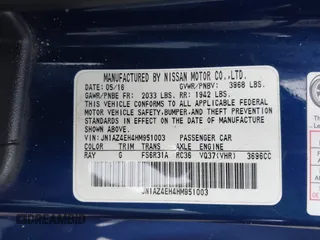 MANUFACTURED BY NISSAN MOTOR CO.,LTD.
DATE: 05/16 GVWR/PNBV: 3968 LBS.
GAWR/PNBE FR: 2033 LBS. RR: 1942 LBS.
THIS VEHICLE CONFORMS TO ALL APPLICABLE FEDERAL
MOTOR VEHICLE SAFETY,BUMPER,AND THEFT PREVENTION
STANDARDS IN EFFECT ON THE DATE OF MANUFACTURE
SHOWN ABOVE.
VIN: JN1AZ4EH4HM951003 PASSENGER CAR
COLOR TRIM TRANS AXLE ENGINE
RAY G FS6R31A RC36 VQ37(VHR) 3696CC
JN1AZ4EH4HM951003
DREAMBID